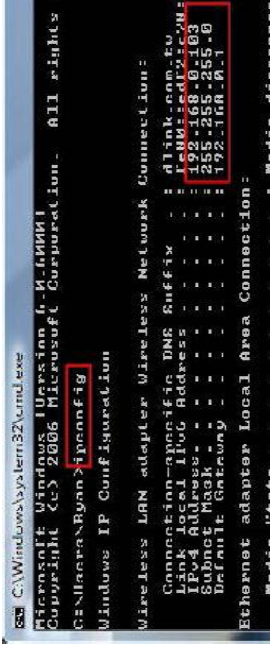 C:\Windows\system32\cmd.exe
Microsoft Windows [Version 6.0.6000]
Copyright (c) 2006 Microsoft Corporation. All rights
C:\Users\Ryan>ipconfig
Windows IP Configuration
Wireless LAN adapter Wireless Network Connection:
Connection-specific DNS Suffix . : dlink.com.tw
Link-local IPv6 Address . . . . :
IPv4 Address. . . . . . . : 192.168.0.103
Subnet Mask . . . . . . . : 255.255.255.0
Default Gateway . . . . . . : 192.168.0.1
Ethernet adapter Local Area Connection: